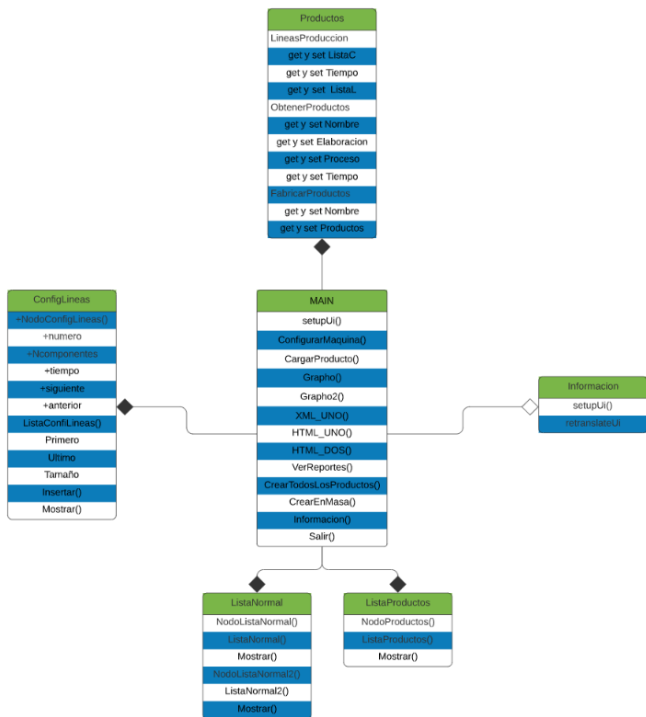 Productos
LineasProduccion
get y set ListaC
get y set Tiempo
get y set ListaL
ObtenerProductos
get y set Nombre
get y set Elaboracion
get y set Proceso
get y set Tiempo
FabricarProductos
get y set Nombre
get y set Productos
ConfigLineas
+NodoConfigLineas()
+numero
+Ncomponentes
+tiempo
+siguiente
+anterior
ListaConfiLineas()
Primero
Ultimo
Tamaño
Insertar()
Mostrar()
MAIN
setupUi()
ConfigurarMaquina()
CargarProducto()
Grapho()
Grapho2()
XML_UNO()
HTML_UNO()
HTML_DOS()
VerReportes()
CrearTodosLosProductos()
CrearEnMasa()
Informacion()
Salir()
Informacion
setupUi()
retranslateUi
ListaNormal
NodoListaNormal()
ListaNormal()
Mostrar()
NodoListaNormal2()
ListaNormal2()
Mostrar()
ListaProductos
NodoProductos()
ListaProductos()
Mostrar()